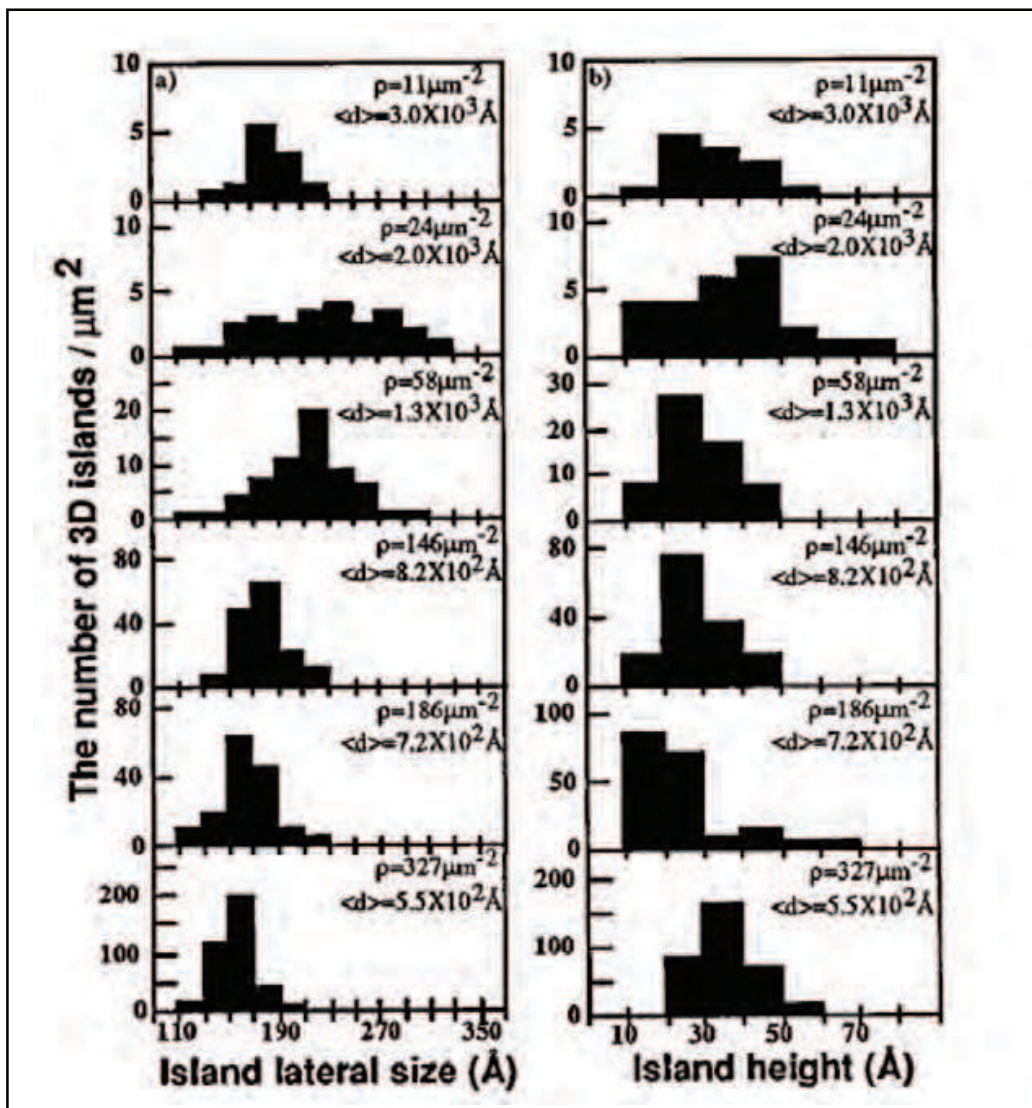 The number of 3D islands / μm²
a)
10
5
0
ρ=11μm⁻²
<d>=3.0X10³Å
10
5
0
ρ=24μm⁻²
<d>=2.0X10³Å
20
10
0
ρ=58μm⁻²
<d>=1.3X10³Å
80
40
0
ρ=146μm⁻²
<d>=8.2X10²Å
80
40
0
ρ=186μm⁻²
<d>=7.2X10²Å
200
100
0
ρ=327μm⁻²
<d>=5.5X10²Å
110 190 270 350
Island lateral size (Å)
b)
10
5
0
ρ=11μm⁻²
<d>=3.0X10³Å
10
5
0
ρ=24μm⁻²
<d>=2.0X10³Å
30
20
10
0
ρ=58μm⁻²
<d>=1.3X10³Å
80
40
0
ρ=146μm⁻²
<d>=8.2X10²Å
100
50
0
ρ=186μm⁻²
<d>=7.2X10²Å
200
100
0
ρ=327μm⁻²
<d>=5.5X10²Å
10 30 50 70
Island height (Å)